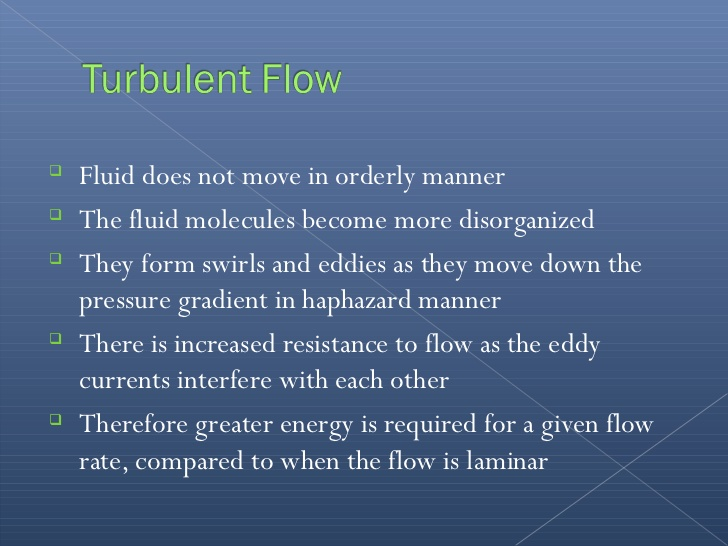 Turbulent Flow
Fluid does not move in orderly manner
The fluid molecules become more disorganized
They form swirls and eddies as they move down the
pressure gradient in haphazard manner
There is increased resistance to flow as the eddy
currents interfere with each other
Therefore greater energy is required for a given flow
rate, compared to when the flow is laminar